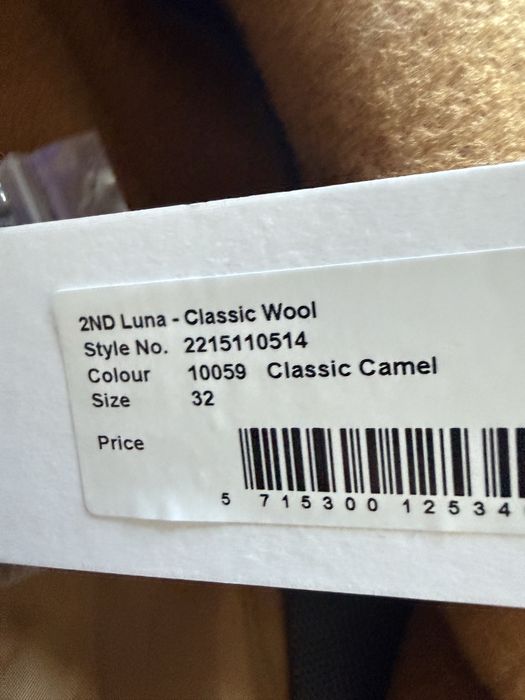 2ND Luna - Classic Wool
Style No. 2215110514
Colour 10059 Classic Camel
Size 32
Price
5 715300 12534